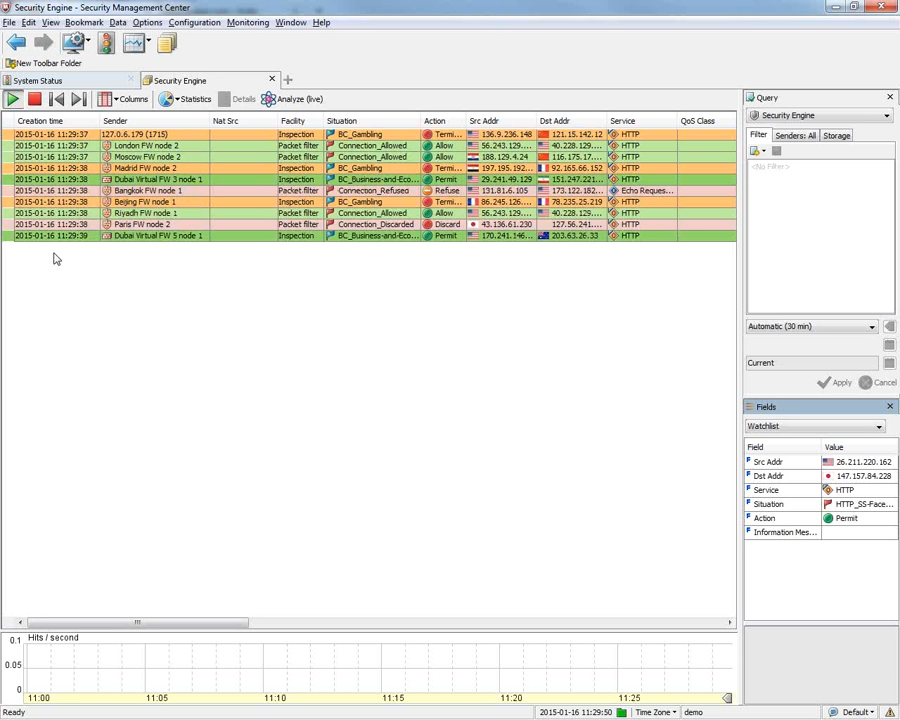 Security Engine - Security Management Center
File Edit View Bookmark Data Options Configuration Monitoring Window Help
New Toolbar Folder
System Status Security Engine
Columns Statistics Details Analyze (live)
Creation time Sender Nat Src Facility Situation Action Src Addr Dst Addr Service QoS Class
2015-01-16 11:29:37 127.0.6.179 (1715) Inspection BC_Gambling Termi... 136.9.236.148 121.15.142.12 HTTP
2015-01-16 11:29:37 London FW node 2 Packet filter Connection_Allowed Allow 56.243.129.... 40.228.129.... HTTP
2015-01-16 11:29:37 Moscow FW node 2 Packet filter Connection_Allowed Allow 188.129.4.24 116.175.17.... HTTP
2015-01-16 11:29:38 Madrid FW node 2 Inspection BC_Gambling Termi... 197.195.192.... 92.165.66.152 HTTP
2015-01-16 11:29:38 Dubai Virtual FW 3 node 1 Inspection BC_Business-and-Eco... Permit 29.241.49.129 151.247.221.... HTTP
2015-01-16 11:29:38 Bangkok FW node 1 Packet filter Connection_Refused Refuse 131.81.6.105 173.122.182.... Echo Reques...
2015-01-16 11:29:38 Beijing FW node 1 Inspection BC_Gambling Termi... 86.245.126.... 78.235.25.219 HTTP
2015-01-16 11:29:38 Riyadh FW node 1 Packet filter Connection_Allowed Allow 56.243.129.... 40.228.129.... HTTP
2015-01-16 11:29:38 Paris FW node 2 Packet filter Connection_Discarded Discard 43.136.61.230 127.56.241.... HTTP
2015-01-16 11:29:39 Dubai Virtual FW 5 node 1 Inspection BC_Business-and-Eco... Permit 170.241.146.... 203.63.26.33 HTTP
Query
Security Engine
Filter Senders: All Storage
<No Filter>
Automatic (30 min)
Current
Apply Cancel
Fields
Watchlist
Field Value
Src Addr 26.211.220.162
Dst Addr 147.157.84.228
Service HTTP
Situation HTTP_SS-Face...
Action Permit
Information Mes...
Hits / second
0.1
0.05
0
11:00 11:05 11:10 11:15 11:20 11:25
Ready 2015-01-16 11:29:50 Time Zone demo Default